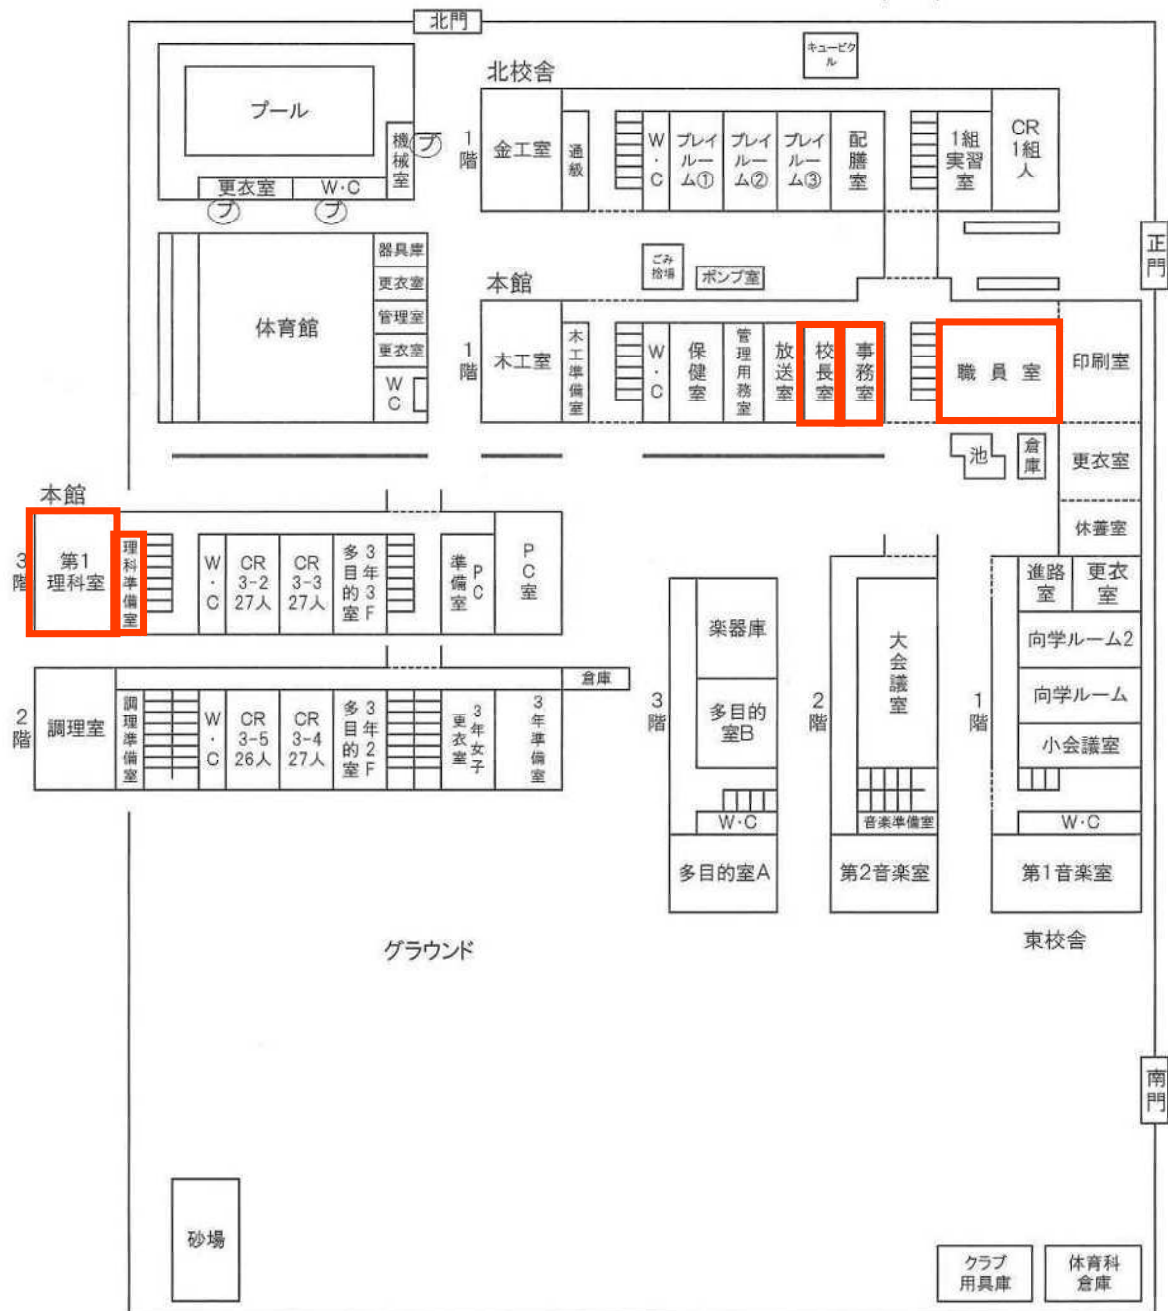 北門
キュービクル
北校舎
プール
機械室
プ
更衣室
W・C
プ
プ
1階
金工室
通級
W・C
プレイルーム①
プレイルーム②
プレイルーム③
配膳室
1組実習室
CR
1組
人
正門
体育館
器具庫
更衣室
管理室
更衣室
WC
ごみ捨場
ポンプ室
本館
1階
木工室
木工準備室
W・C
保健室
管理用務室
放送室
校長室
事務室
職員室
印刷室
池
倉庫
更衣室
休養室
本館
3階
第1
理科室
理科準備室
W・C
CR
3-2
27人
CR
3-3
27人
3年3F
多目的室
PC
準備室
PC室
2階
調理室
調理準備室
W・C
CR
3-5
26人
CR
3-4
27人
3年2F
多目的室
3年女子
更衣室
3年準備室
倉庫
3階
楽器庫
多目的
室B
W・C
多目的室A
2階
大会議室
音楽準備室
第2音楽室
1階
進路室
更衣室
向学ルーム2
向学ルーム
小会議室
W・C
第1音楽室
東校舎
グラウンド
南門
砂場
クラブ
用具庫
体育科
倉庫